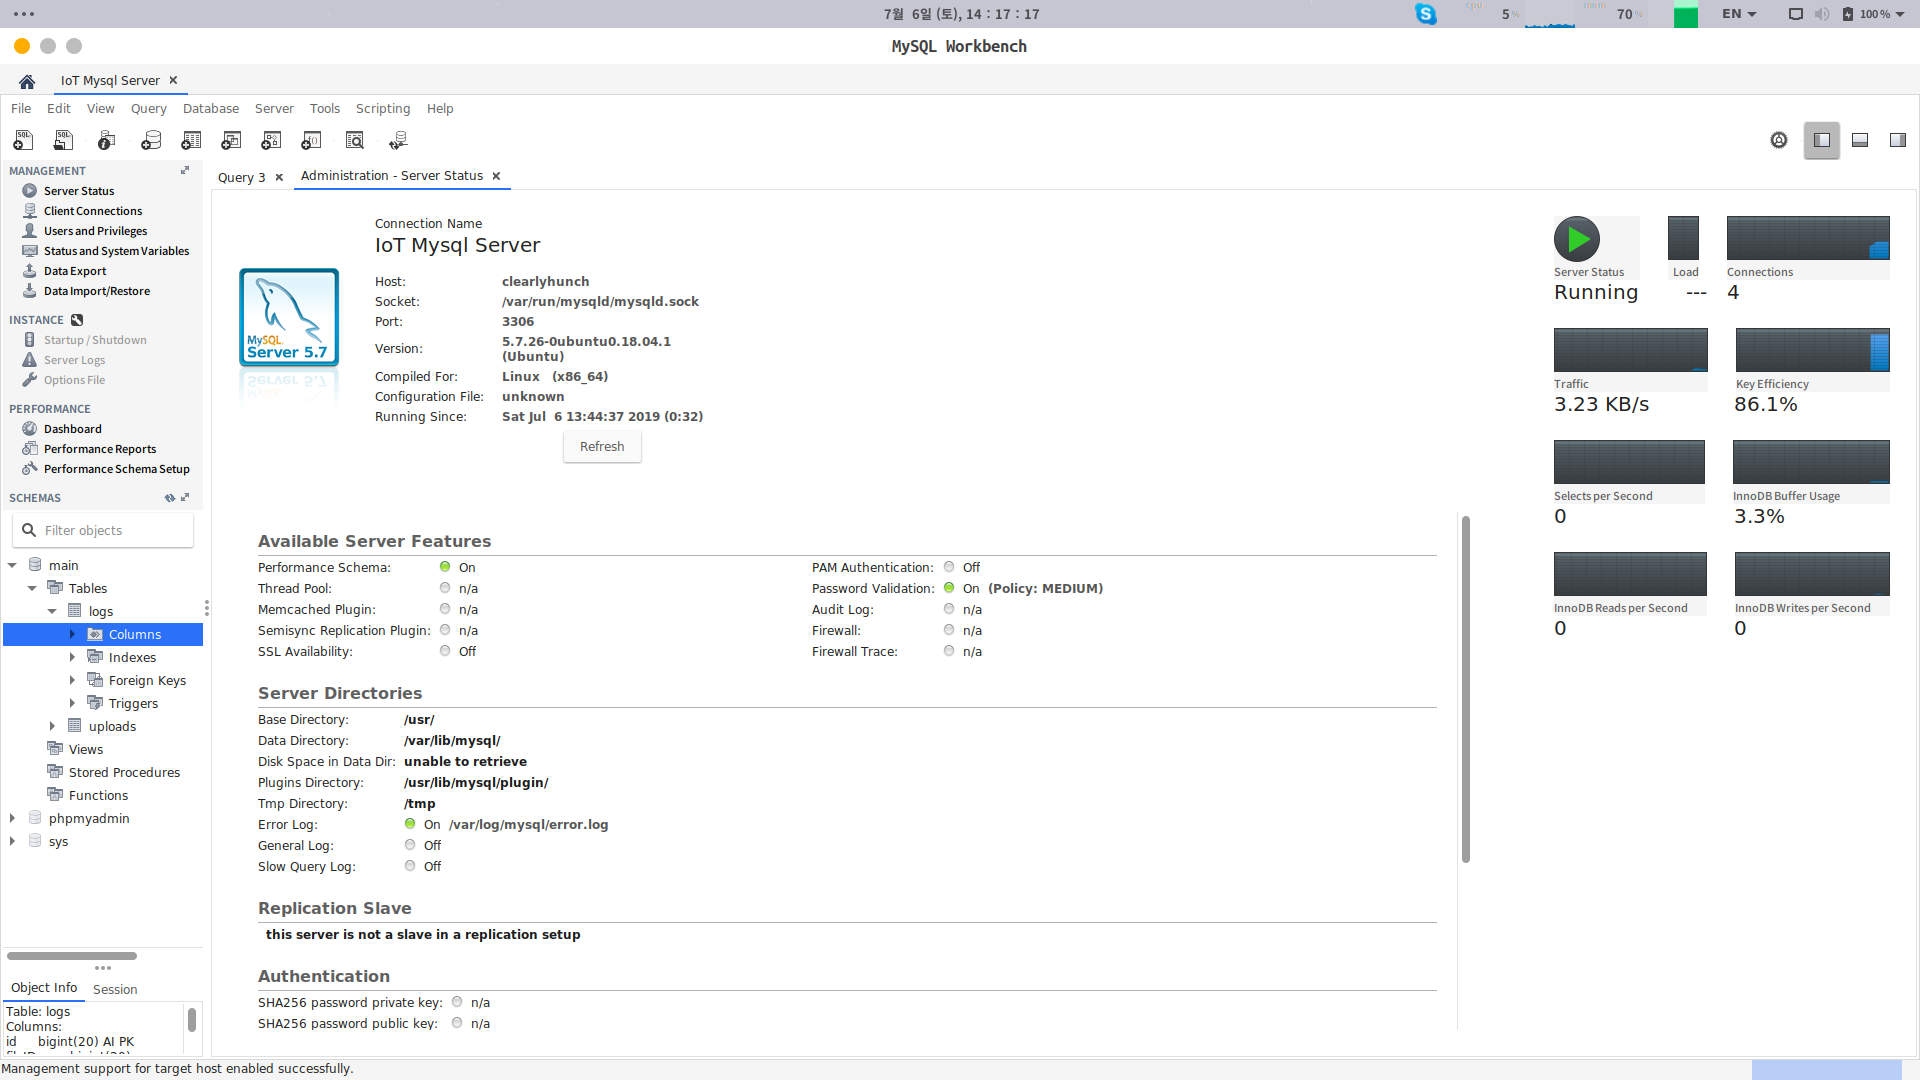 7월 6일 (토), 14 : 17 : 17
cpu
5 %
mem
70 %
EN
100 %
MySQL Workbench
IoT Mysql Server
File Edit View Query Database Server Tools Scripting Help
MANAGEMENT
Server Status
Client Connections
Users and Privileges
Status and System Variables
Data Export
Data Import/Restore
INSTANCE
Startup / Shutdown
Server Logs
Options File
PERFORMANCE
Dashboard
Performance Reports
Performance Schema Setup
SCHEMAS
Filter objects
main
Tables
logs
Columns
Indexes
Foreign Keys
Triggers
uploads
Views
Stored Procedures
Functions
phpmyadmin
sys
Object Info Session
Table: logs
Columns:
id bigint(20) AI PK
Query 3
Administration - Server Status
Connection Name
IoT Mysql Server
MySQL
Server 5.7
Host: clearlyhunch
Socket: /var/run/mysqld/mysqld.sock
Port: 3306
Version: 5.7.26-0ubuntu0.18.04.1
(Ubuntu)
Compiled For: Linux (x86_64)
Configuration File: unknown
Running Since: Sat Jul 6 13:44:37 2019 (0:32)
Refresh
Available Server Features
Performance Schema: On
Thread Pool: n/a
Memcached Plugin: n/a
Semisync Replication Plugin: n/a
SSL Availability: Off
PAM Authentication: Off
Password Validation: On (Policy: MEDIUM)
Audit Log: n/a
Firewall: n/a
Firewall Trace: n/a
Server Directories
Base Directory: /usr/
Data Directory: /var/lib/mysql/
Disk Space in Data Dir: unable to retrieve
Plugins Directory: /usr/lib/mysql/plugin/
Tmp Directory: /tmp
Error Log: On /var/log/mysql/error.log
General Log: Off
Slow Query Log: Off
Replication Slave
this server is not a slave in a replication setup
Authentication
SHA256 password private key: n/a
SHA256 password public key: n/a
Server Status
Running
Load
---
Connections
4
Traffic
3.23 KB/s
Key Efficiency
86.1%
Selects per Second
0
InnoDB Buffer Usage
3.3%
InnoDB Reads per Second
0
InnoDB Writes per Second
0
Management support for target host enabled successfully.